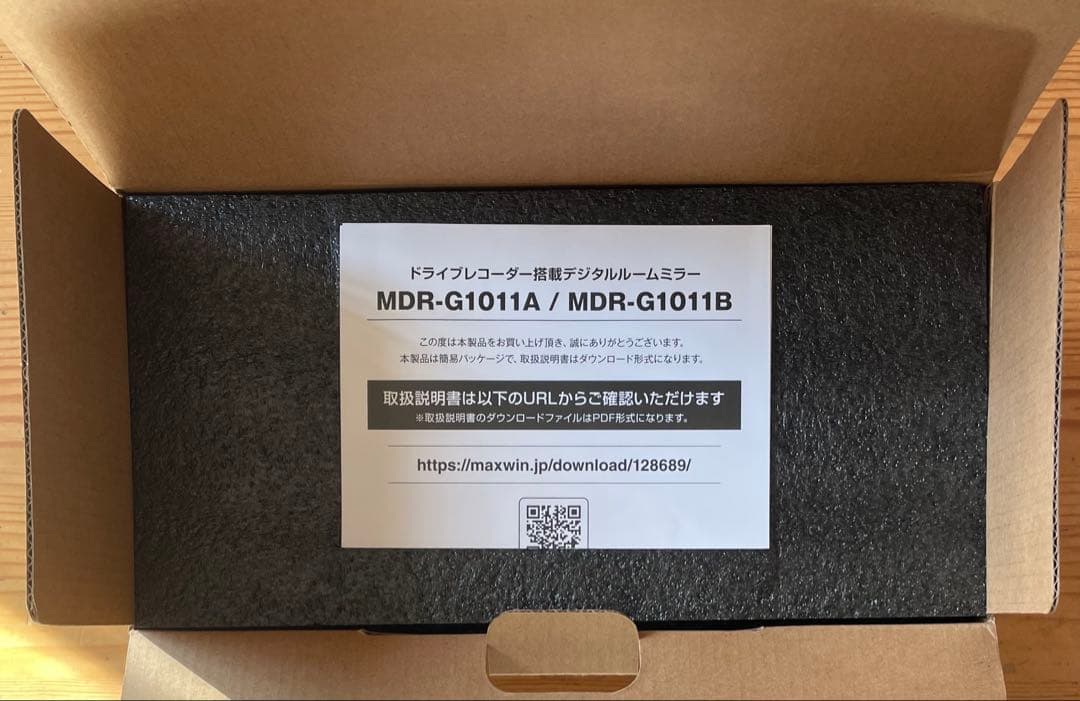 ドライブレコーダー搭載デジタルルームミラー
MDR-G1011A / MDR-G1011B
この度は本製品をお買い上げ頂き、誠にありがとうございます。
本製品は簡易パッケージで、取扱説明書はダウンロード形式になります。
取扱説明書は以下のURLからご確認いただけます
※取扱説明書のダウンロードファイルはPDF形式になります。
https://maxwin.jp/download/128689/